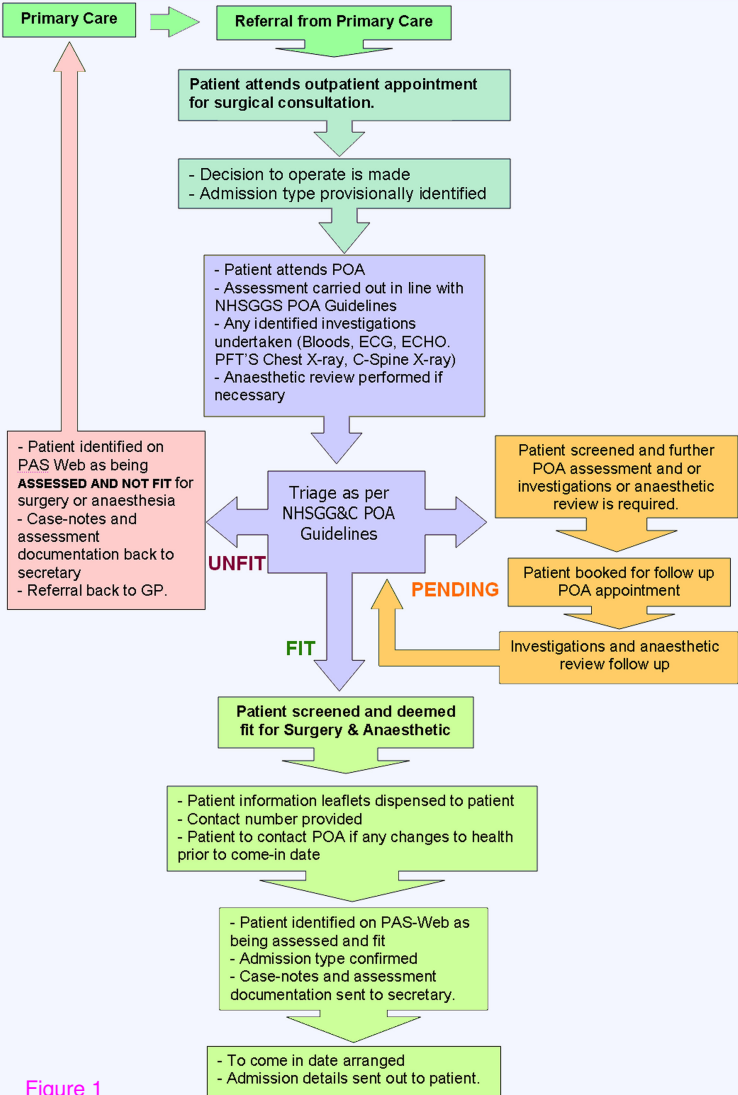 Primary Care
Referral from Primary Care
Patient attends outpatient appointment
for surgical consultation.
- Decision to operate is made
- Admission type provisionally identified
- Patient attends POA
- Assessment carried out in line with
NHSGGS POA Guidelines
- Any identified investigations
undertaken (Bloods, ECG, ECHO.
PFT'S Chest X-ray, C-Spine X-ray)
- Anaesthetic review performed if
necessary
- Patient identified on
PAS Web as being
ASSESSED AND NOT FIT for
surgery or anaesthesia
- Case-notes and
assessment
documentation back to
secretary
- Referral back to GP.
Triage as per
NHSGG&C POA
Guidelines
Patient screened and further
POA assessment and or
investigations or anaesthetic
review is required.
UNFIT
PENDING
Patient booked for follow up
POA appointment
Investigations and anaesthetic
review follow up
FIT
Patient screened and deemed
fit for Surgery & Anaesthetic
- Patient information leaflets dispensed to patient
- Contact number provided
- Patient to contact POA if any changes to health
prior to come-in date
- Patient identified on PAS-Web as
being assessed and fit
- Admission type confirmed
- Case-notes and assessment
documentation sent to secretary.
- To come in date arranged
- Admission details sent out to patient.
Figure 1